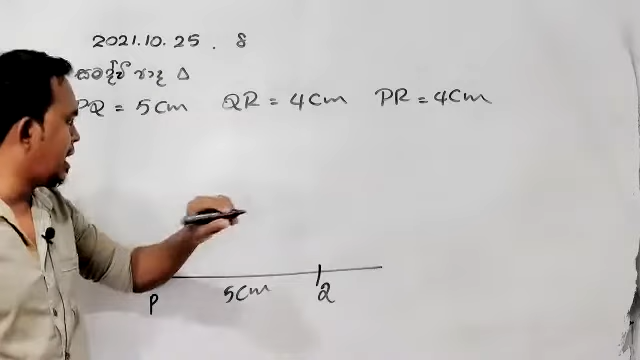 2021.10.25 . 8
සමද්විපාද Δ
PQ = 5cm QR = 4cm PR = 4cm
P 5cm Q